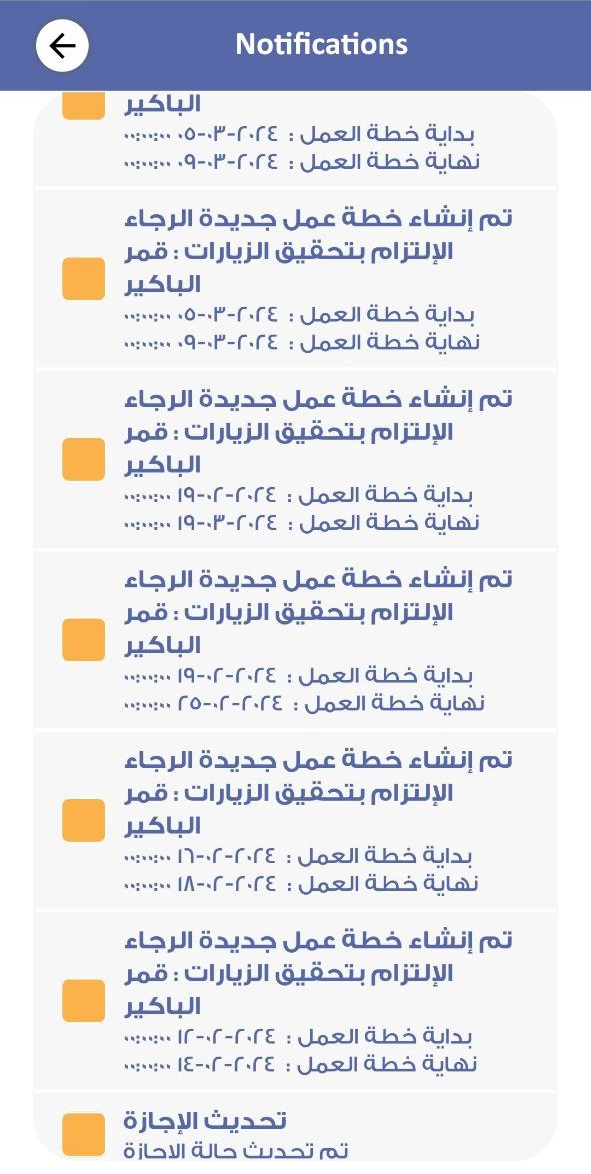 Notifications
الباكير
بداية خطة العمل : ٢٠٢٤-٠٣-٠٥ ٠٠:٠٠:٠٠
نهاية خطة العمل : ٢٠٢٤-٠٣-٠٩ ٠٠:٠٠:٠٠
تم إنشاء خطة عمل جديدة الرجاء
الإلتزام بتحقيق الزيارات : قمر
الباكير
بداية خطة العمل : ٢٠٢٤-٠٣-٠٥ ٠٠:٠٠:٠٠
نهاية خطة العمل : ٢٠٢٤-٠٣-٠٩ ٠٠:٠٠:٠٠
تم إنشاء خطة عمل جديدة الرجاء
الإلتزام بتحقيق الزيارات : قمر
الباكير
بداية خطة العمل : ٢٠٢٤-٠٢-١٩ ٠٠:٠٠:٠٠
نهاية خطة العمل : ٢٠٢٤-٠٣-١٩ ٠٠:٠٠:٠٠
تم إنشاء خطة عمل جديدة الرجاء
الإلتزام بتحقيق الزيارات : قمر
الباكير
بداية خطة العمل : ٢٠٢٤-٠٢-١٩ ٠٠:٠٠:٠٠
نهاية خطة العمل : ٢٠٢٤-٠٢-٢٥ ٠٠:٠٠:٠٠
تم إنشاء خطة عمل جديدة الرجاء
الإلتزام بتحقيق الزيارات : قمر
الباكير
بداية خطة العمل : ٢٠٢٤-٠٢-١٦ ٠٠:٠٠:٠٠
نهاية خطة العمل : ٢٠٢٤-٠٢-١٨ ٠٠:٠٠:٠٠
تم إنشاء خطة عمل جديدة الرجاء
الإلتزام بتحقيق الزيارات : قمر
الباكير
بداية خطة العمل : ٢٠٢٤-٠٢-١٢ ٠٠:٠٠:٠٠
نهاية خطة العمل : ٢٠٢٤-٠٢-١٤ ٠٠:٠٠:٠٠
تحديث الإجازة
تم تحديث حالة الاجازة